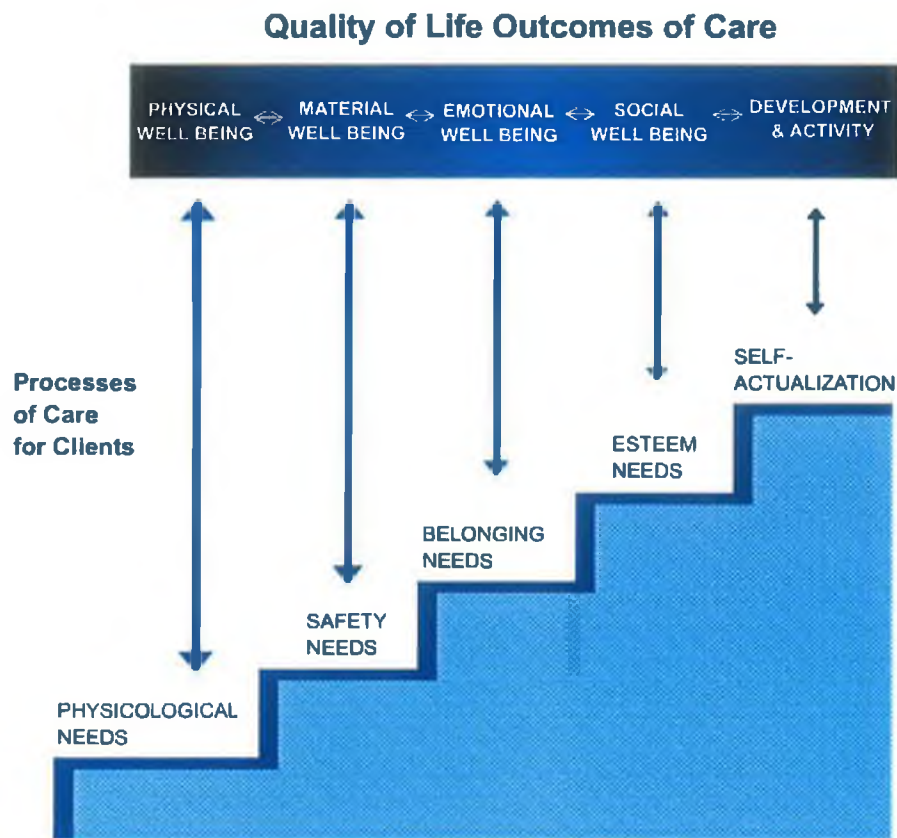 Quality of Life Outcomes of Care
PHYSICAL
WELL BEING
MATERIAL
WELL BEING
EMOTIONAL
WELL BEING
SOCIAL
WELL BEING
DEVELOPMENT
& ACTIVITY
Processes
of Care
for Clients
SELF-
ACTUALIZATION
ESTEEM
NEEDS
BELONGING
NEEDS
SAFETY
NEEDS
PHYSICOLOGICAL
NEEDS